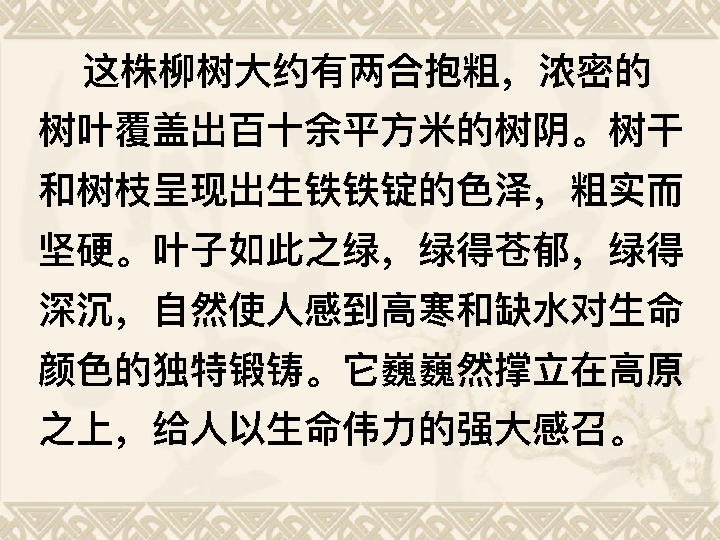 这株柳树大约有两合抱粗，浓密的
树叶覆盖出百十余平方米的树阴。树干
和树枝呈现出生铁铁锭的色泽，粗实而
坚硬。叶子如此之绿，绿得苍郁，绿得
深沉，自然使人感到高寒和缺水对生命
颜色的独特锻铸。它巍巍然撑立在高原
之上，给人以生命伟力的强大感召。